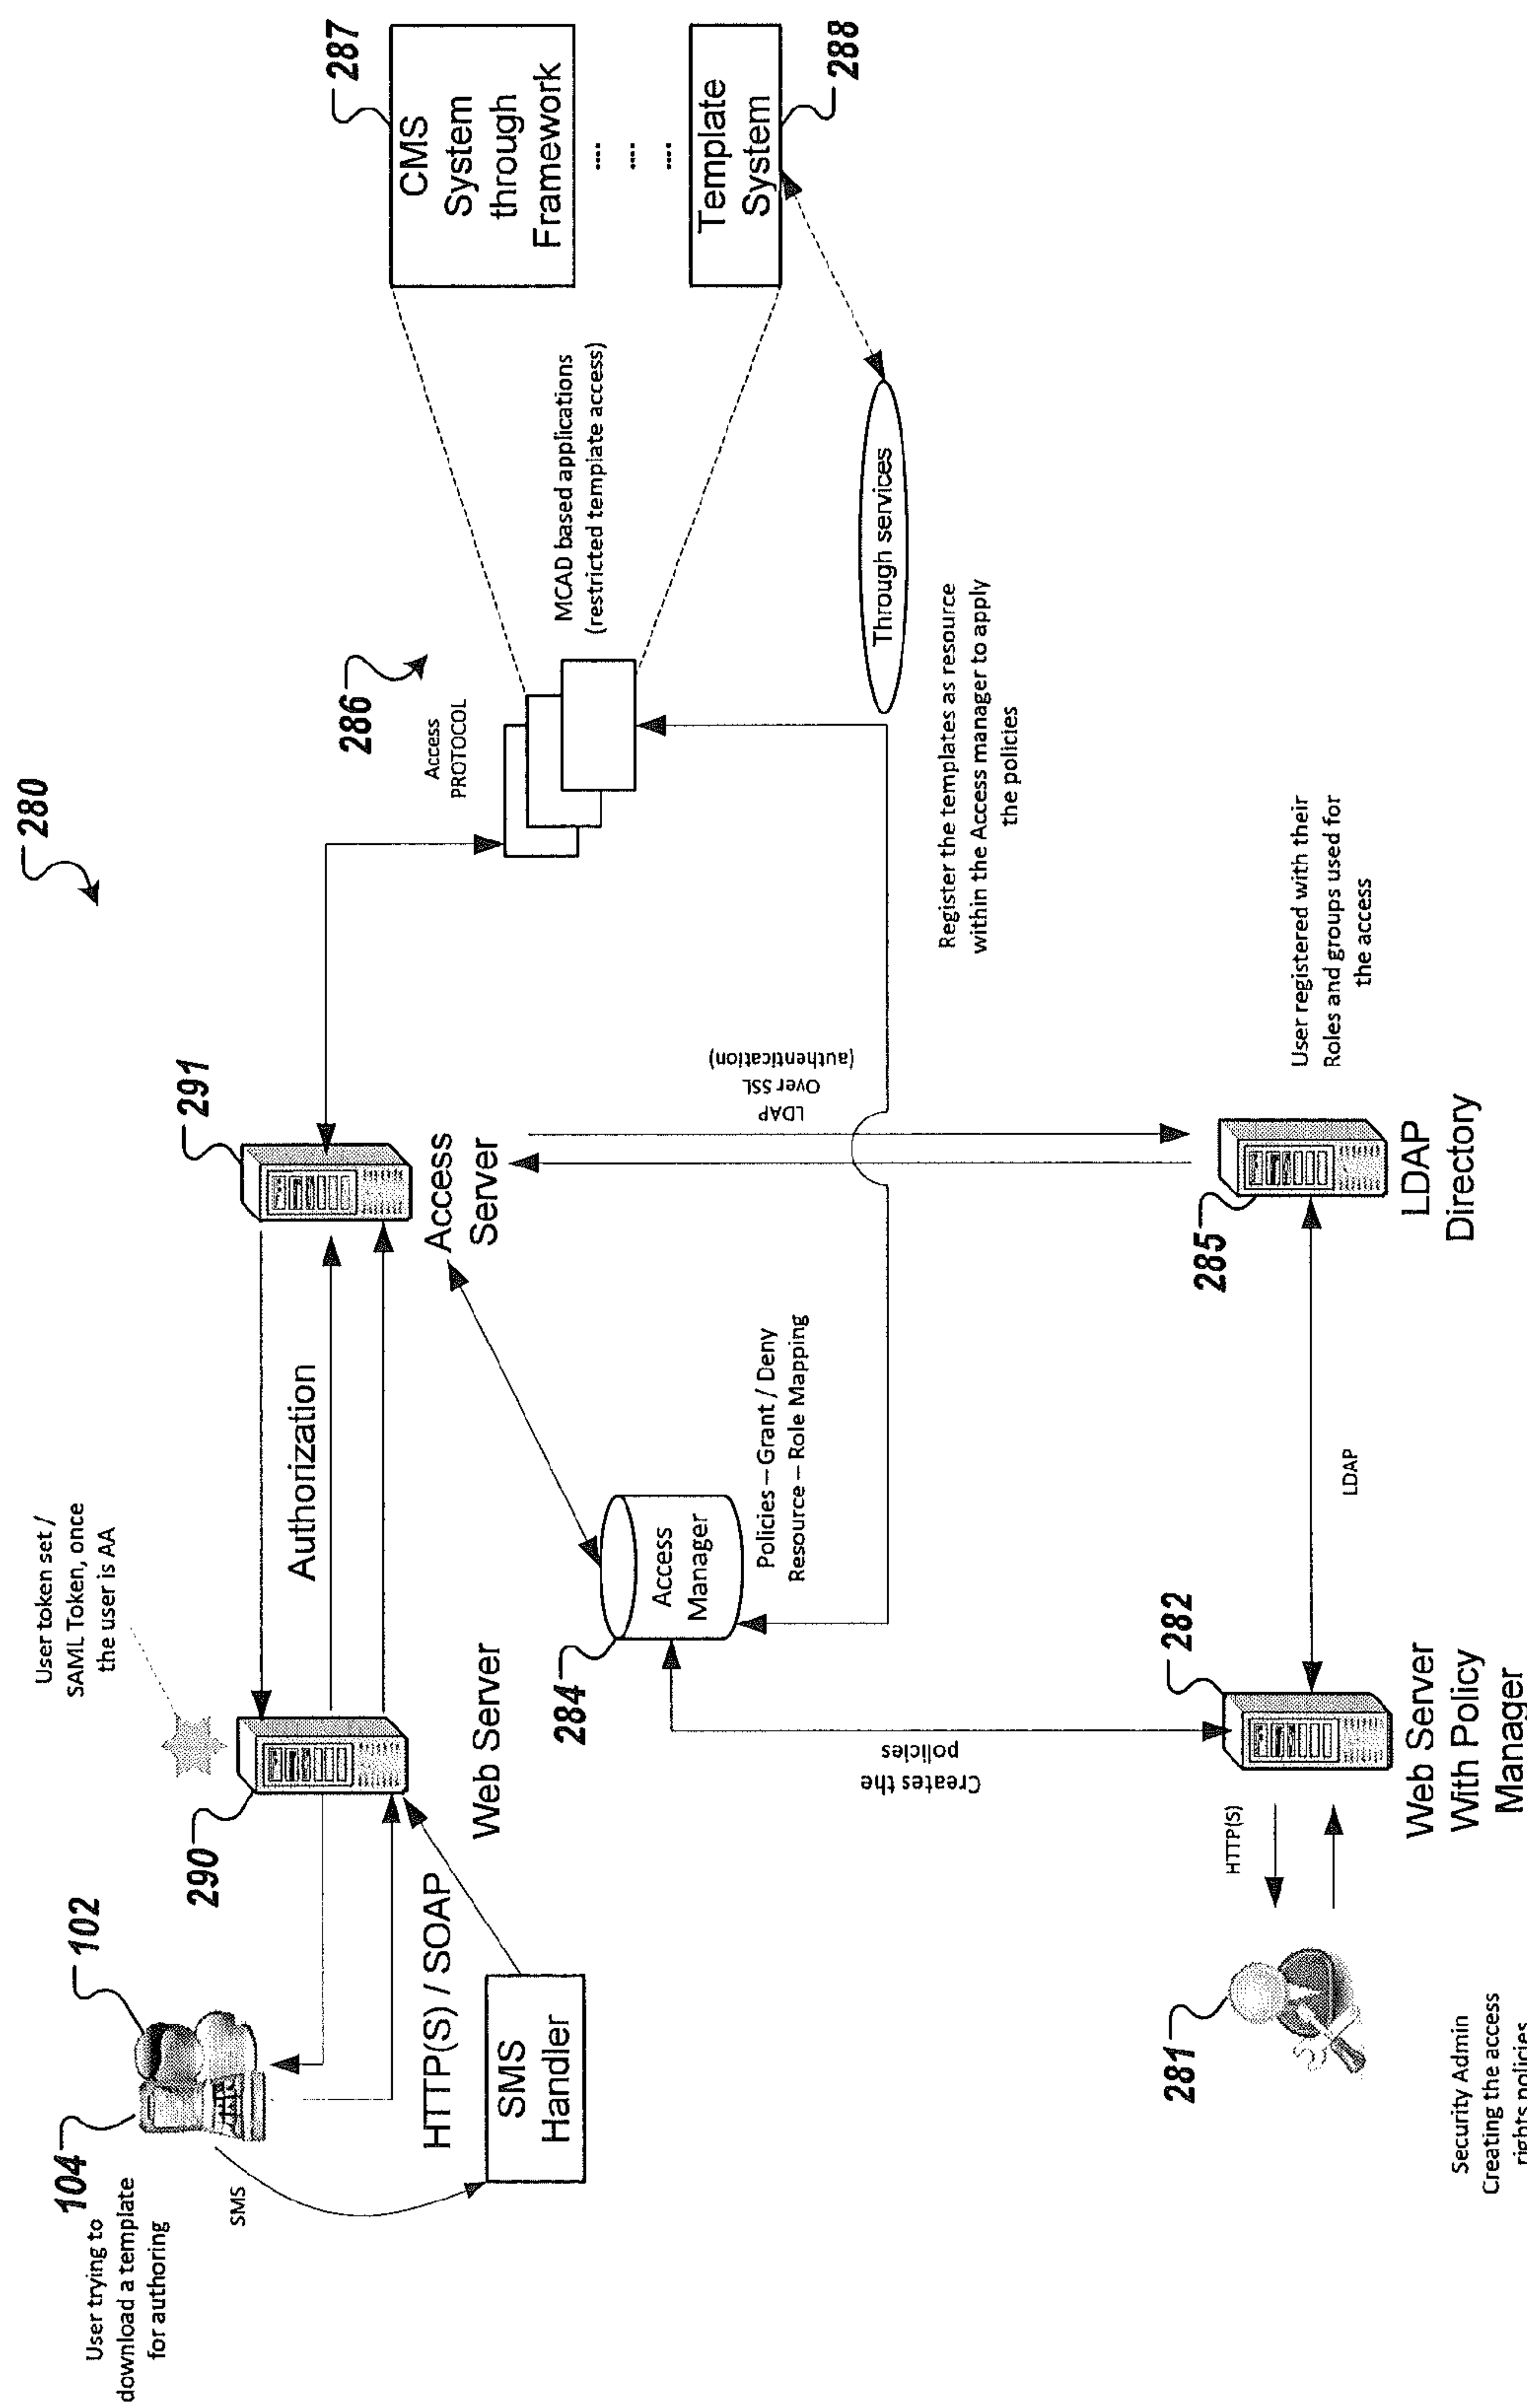 280
User trying to
download a template
for authoring
104
102
SMS
HTTP(S) / SOAP
SMS
Handler
290
Web Server
User token set /
SAML Token, once
the user is AA
Authorization
291
Access
Server
284
Access
Manager
Policies – Grant / Deny
Resource – Role Mapping
LDAP
Over SSL
(authentication)
286
Access
PROTOCOL
MCAD based applications
(restricted template access)
287
CMS
System
through
Framework
....
....
....
Template
System
288
Through services
Register the templates as resource
within the Access manager to apply
the policies
Creates the
policies
281
Security Admin
Creating the access
rights policies
HTTP(S)
282
Web Server
With Policy
Manager
LDAP
285
LDAP
Directory
User registered with their
Roles and groups used for
the access